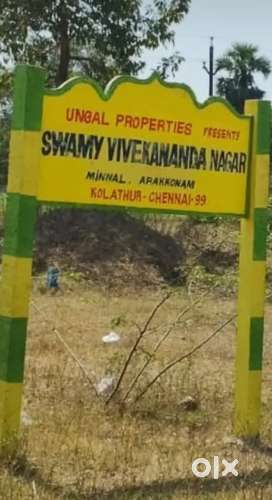 UNGAL PROPERTIES PRESENTS
SWAMY VIVEKANANDA NAGAR
MINNAL, ARAKKONAM
KOLATHUR - CHENNAI-99
olx